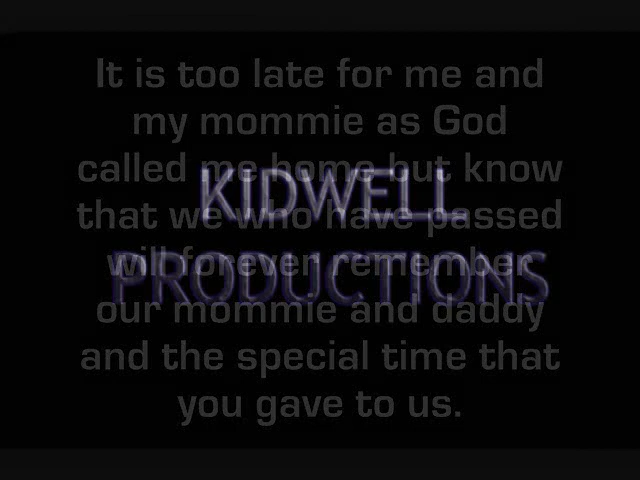 It is too late for me and
my mommie as God
called me home but know
that we who have passed
will forever remember
our mommie and daddy
and the special time that
you gave to us.
KIDWELL
PRODUCTIONS